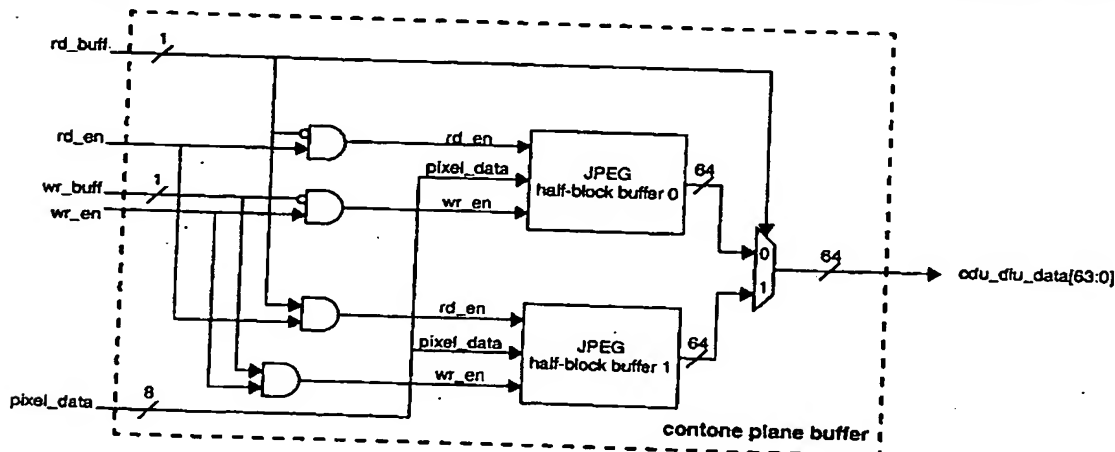 rd_buff
1
rd_en
wr_buff
1
wr_en
pixel_data
8
rd_en
pixel_data
wr_en
JPEG
half-block buffer 0
64
rd_en
pixel_data
wr_en
JPEG
half-block buffer 1
64
0
1
64
cdu_diu_data[63:0]
contone plane buffer